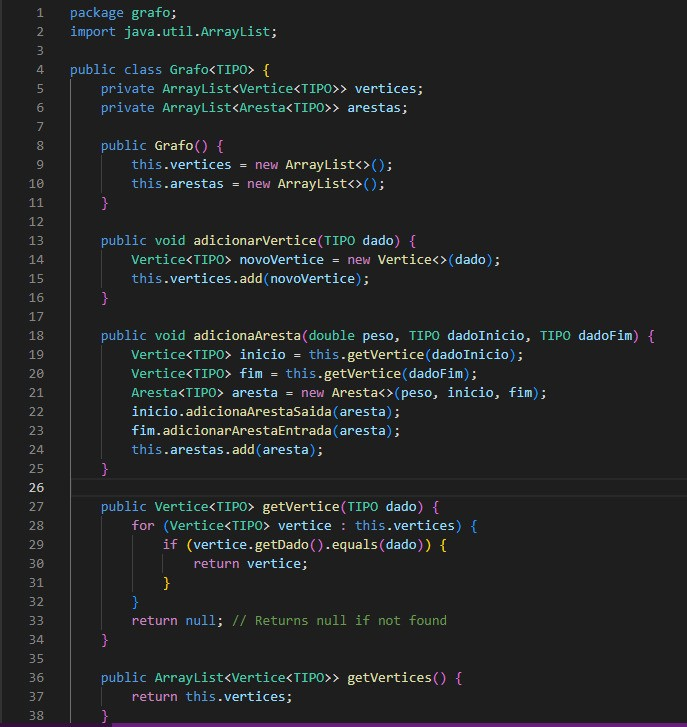 1 package grafo;
2 import java.util.ArrayList;
3
4 public class Grafo<TIPO> {
5     private ArrayList<Vertice<TIPO>> vertices;
6     private ArrayList<Aresta<TIPO>> arestas;
7
8     public Grafo() {
9         this.vertices = new ArrayList<>();
10         this.arestas = new ArrayList<>();
11     }
12
13     public void adicionarVertice(TIPO dado) {
14         Vertice<TIPO> novoVertice = new Vertice<>(dado);
15         this.vertices.add(novoVertice);
16     }
17
18     public void adicionaAresta(double peso, TIPO dadoInicio, TIPO dadoFim) {
19         Vertice<TIPO> inicio = this.getVertice(dadoInicio);
20         Vertice<TIPO> fim = this.getVertice(dadoFim);
21         Aresta<TIPO> aresta = new Aresta<>(peso, inicio, fim);
22         inicio.adicionaArestaSaida(aresta);
23         fim.adicionarArestaEntrada(aresta);
24         this.arestas.add(aresta);
25     }
26
27     public Vertice<TIPO> getVertice(TIPO dado) {
28         for (Vertice<TIPO> vertice : this.vertices) {
29             if (vertice.getDado().equals(dado)) {
30                 return vertice;
31             }
32         }
33         return null; // Returns null if not found
34     }
35
36     public ArrayList<Vertice<TIPO>> getVertices() {
37         return this.vertices;
38     }